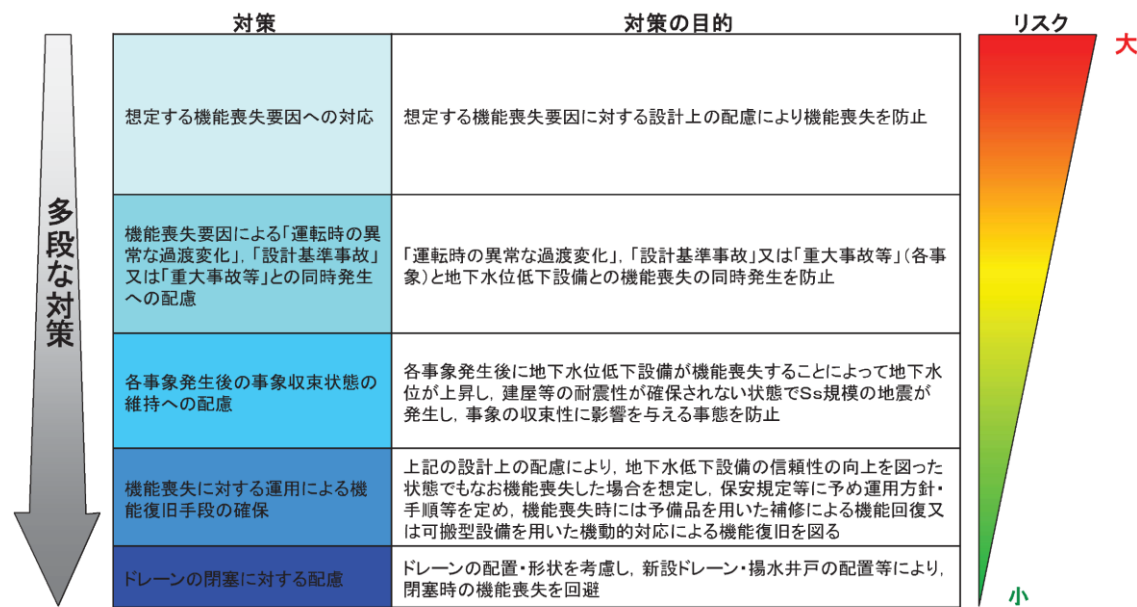 対策
対策の目的
リスク
大
多段な対策
想定する機能喪失要因への対応
想定する機能喪失要因に対する設計上の配慮により機能喪失を防止
機能喪失要因による「運転時の異
常な過渡変化」，「設計基準事故」
又は「重大事故等」との同時発生
への配慮
「運転時の異常な過渡変化」，「設計基準事故」又は「重大事故等」(各事
象)と地下水位低下設備との機能喪失の同時発生を防止
各事象発生後の事象収束状態の
維持への配慮
各事象発生後に地下水位低下設備が機能喪失することによって地下水
位が上昇し，建屋等の耐震性が確保されない状態でSs規模の地震が
発生し，事象の収束性に影響を与える事態を防止
機能喪失に対する運用による機
能復旧手段の確保
上記の設計上の配慮により，地下水低下設備の信頼性の向上を図った
状態でもなお機能喪失した場合を想定し，保安規定等に予め運用方針・
手順等を定め，機能喪失時には予備品を用いた補修による機能回復又
は可搬型設備を用いた機動的対応による機能復旧を図る
ドレーンの閉塞に対する配慮
ドレーンの配置・形状を考慮し，新設ドレーン・揚水井戸の配置等により，
閉塞時の機能喪失を回避
小